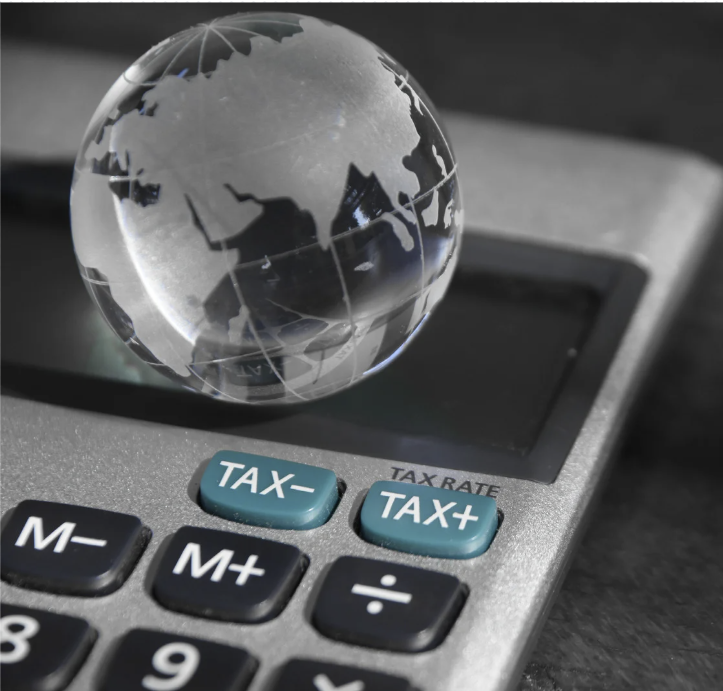 TAX RATE
TAX− TAX+
M− M+ ÷
8 9